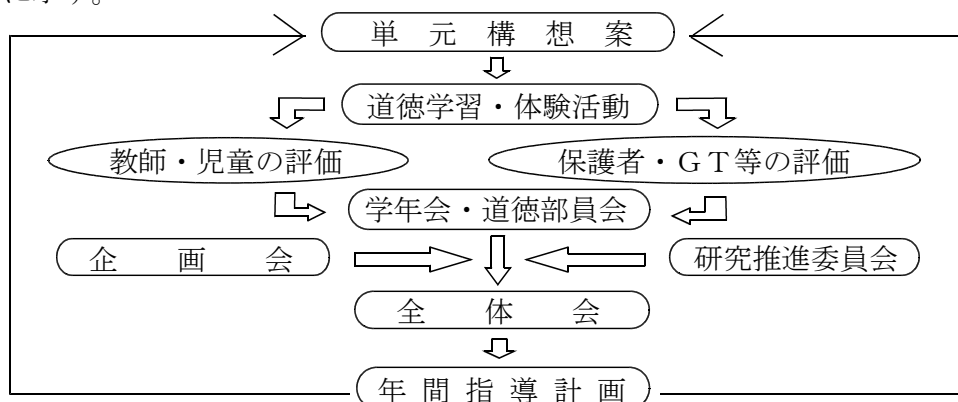 単元構想案
道徳学習・体験活動
教師・児童の評価 保護者・ＧＴ等の評価
学年会・道徳部員会
企画会 研究推進委員会
全体会
年間指導計画